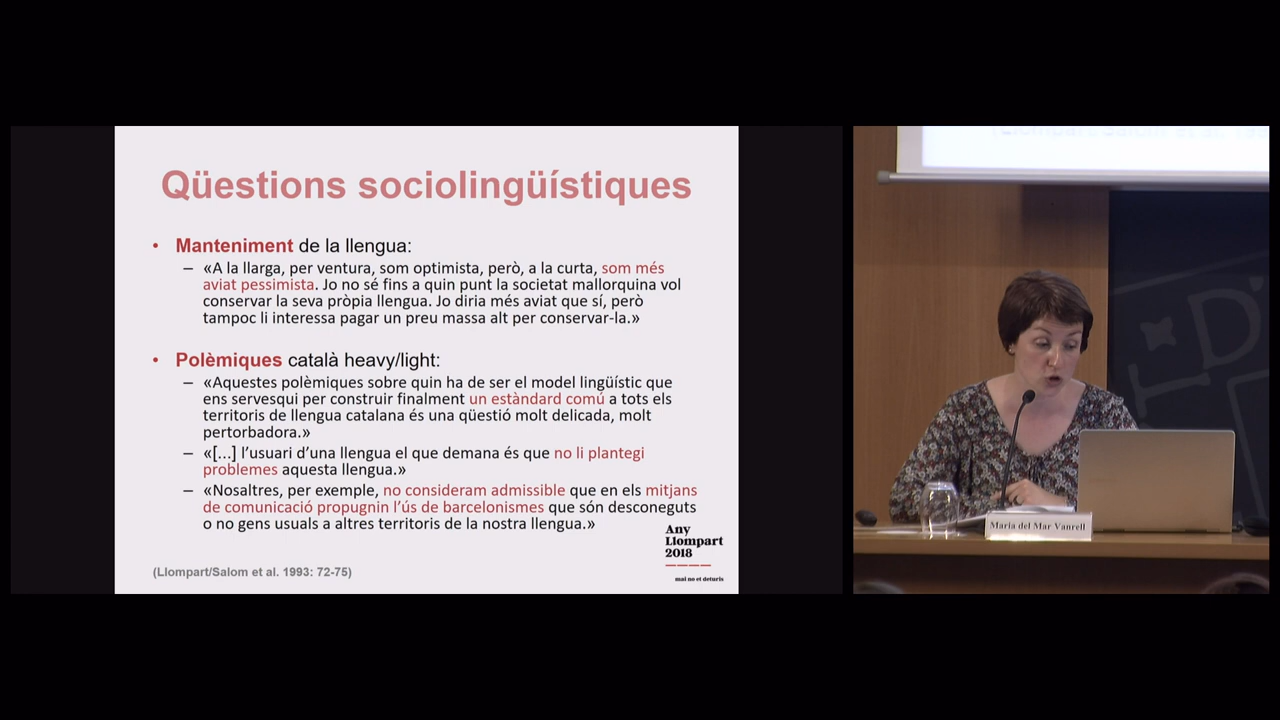 Qüestions sociolingüístiques
• Manteniment de la llengua:
– «A la llarga, per ventura, som optimista, però, a la curta, som més
aviat pessimista. Jo no sé fins a quin punt la societat mallorquina vol
conservar la seva pròpia llengua. Jo diria més aviat que sí, però
tampoc li interessa pagar un preu massa alt per conservar-la.»
• Polèmiques català heavy/light:
– «Aquestes polèmiques sobre quin ha de ser el model lingüístic que
ens servesqui per construir finalment un estàndard comú a tots els
territoris de llengua catalana és una qüestió molt delicada, molt
pertorbadora.»
– «[...] l’usuari d’una llengua el que demana és que no li plantegi
problemes aquesta llengua.»
– «Nosaltres, per exemple, no consideram admissible que en els mitjans
de comunicació propugnin l’ús de barcelonismes que són desconeguts
o no gens usuals a altres territoris de la nostra llengua.»
(Llompart/Salom et al. 1993: 72-75)
Any
Llompart
2018
mai no et deturis
(Llompart/Salom et al. 199
D'
Maria del Mar Vanrell